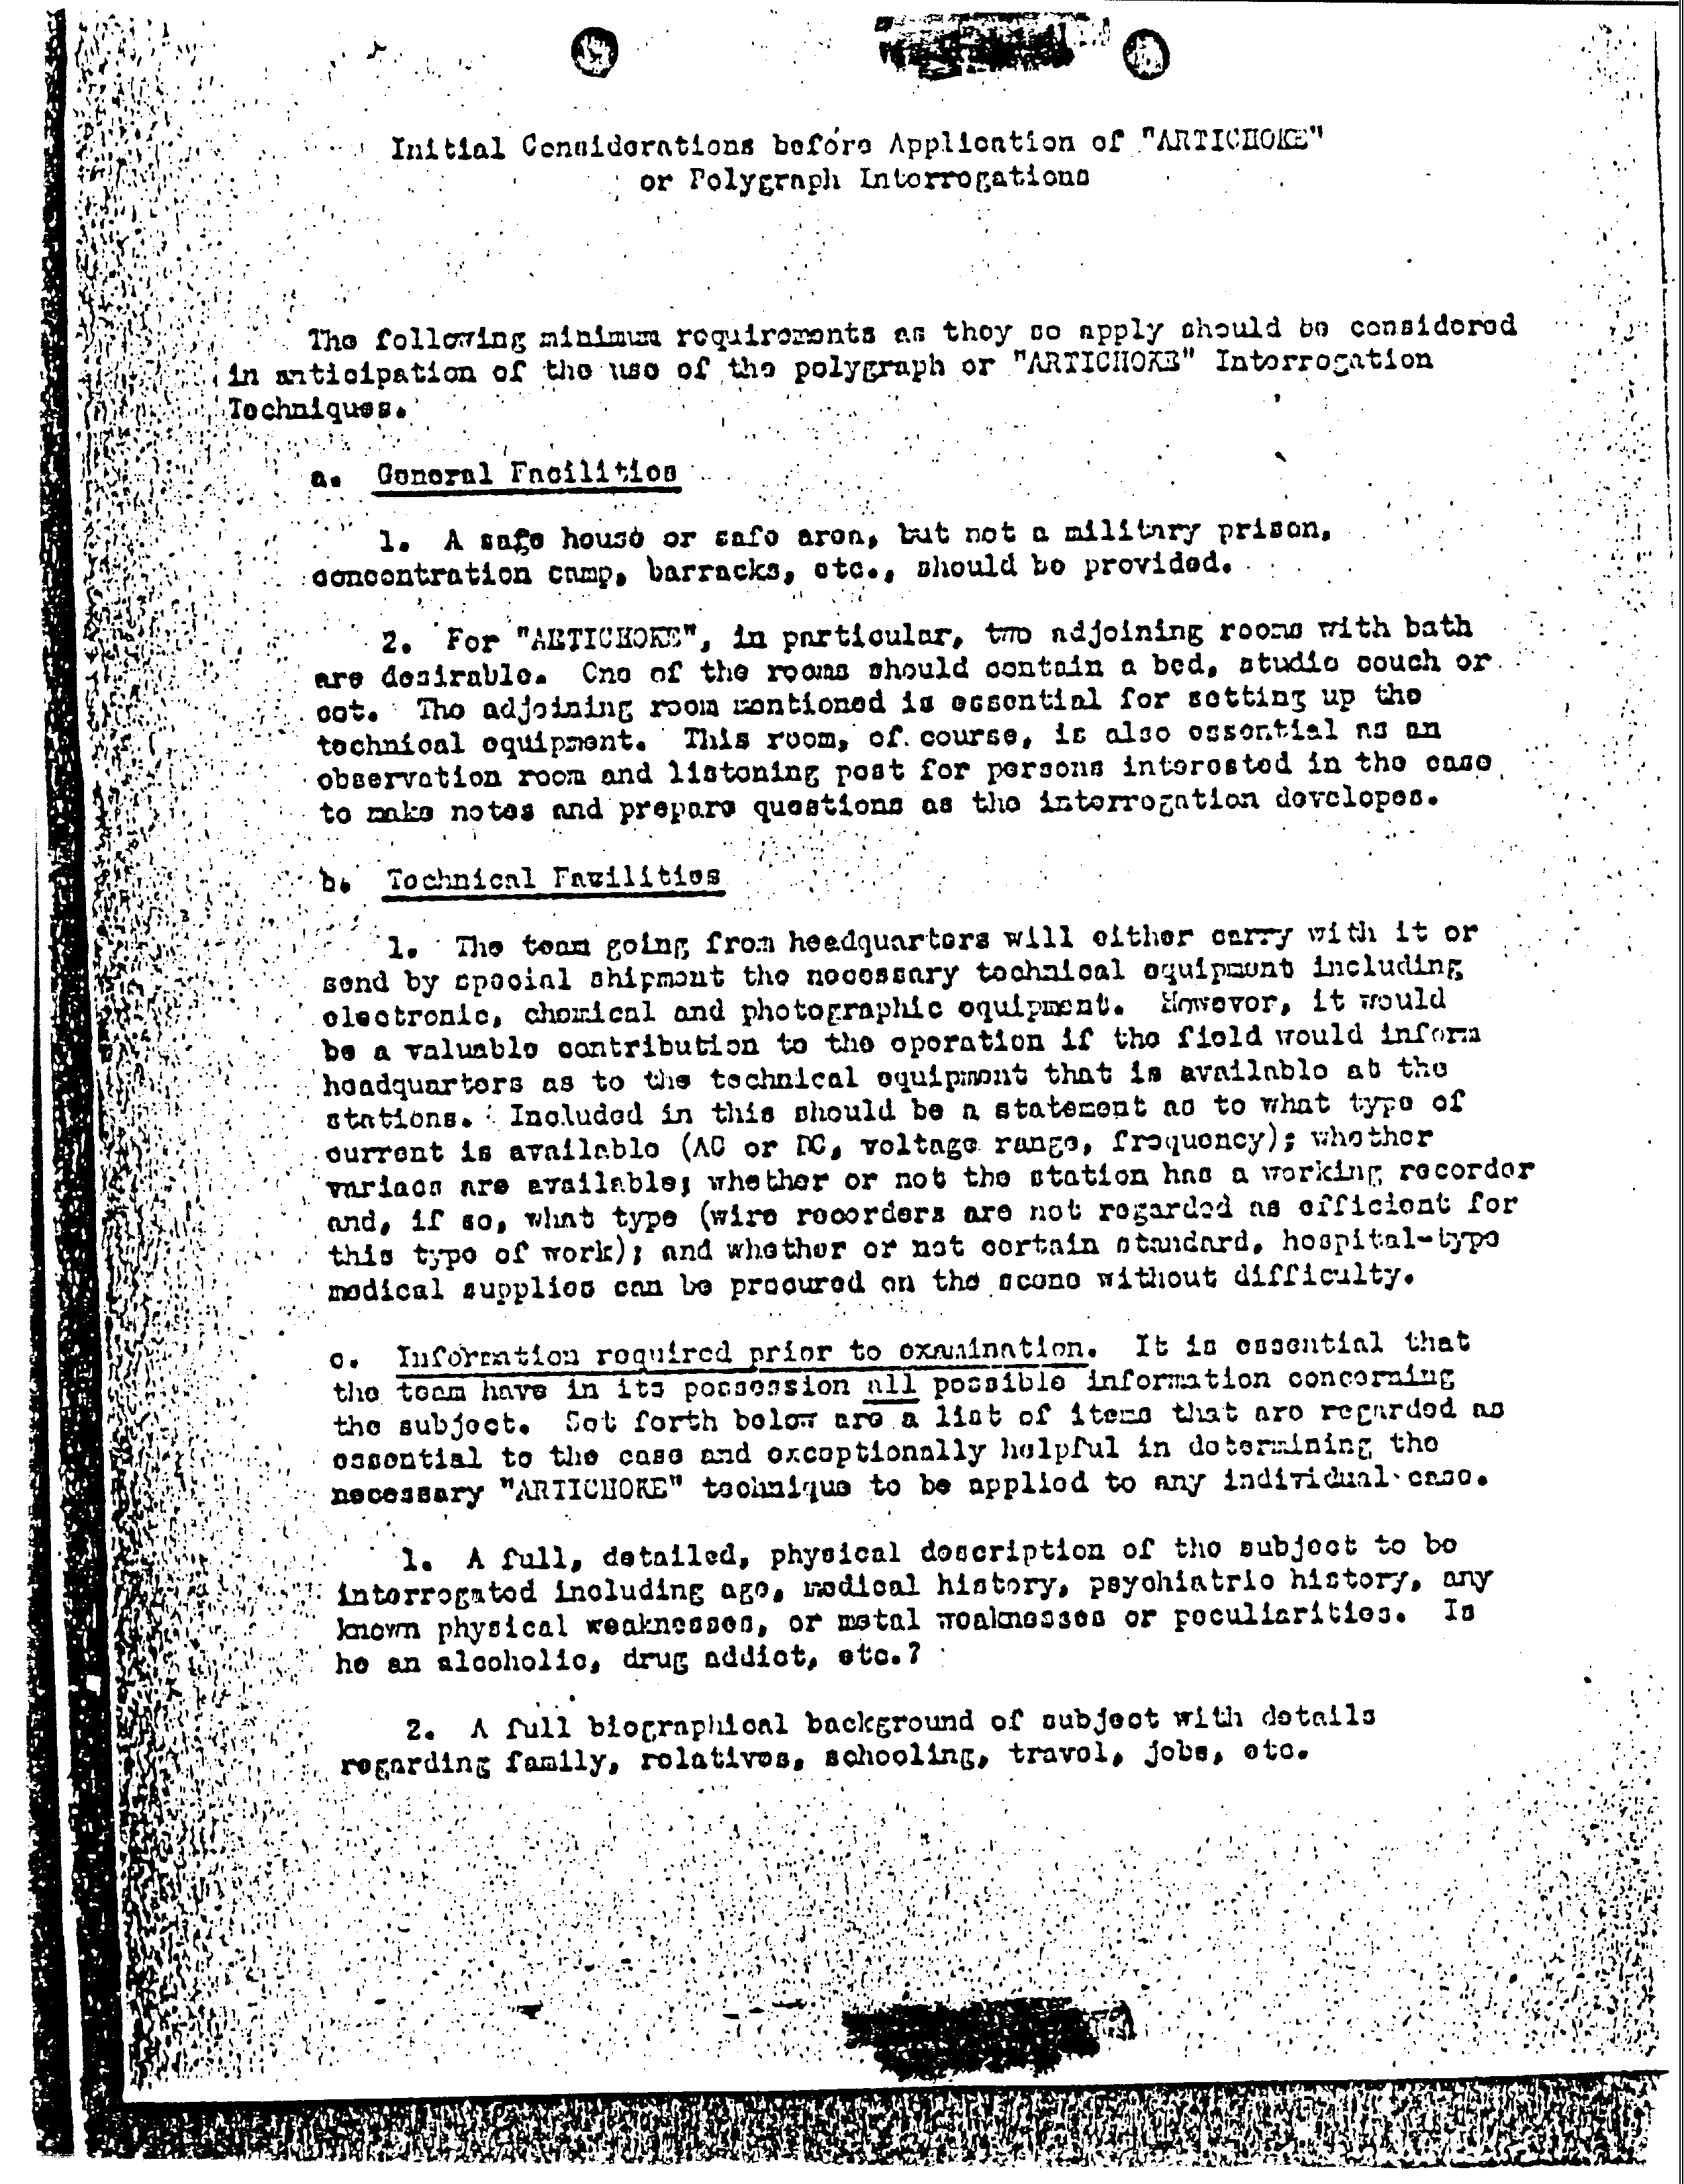 Initial Considerations before Application of "ARTICHOKE"
or Polygraph Interrogations
The following minimum requirements as they so apply should be considered
in anticipation of the use of the polygraph or "ARTICHOKE" Interrogation
Techniques.
a. General Facilities
1. A safe house or safe area, but not a military prison,
concentration camp, barracks, etc., should be provided.
2. For "ARTICHOKE", in particular, two adjoining rooms with bath
are desirable. One of the rooms should contain a bed, studio couch or
cot. The adjoining room mentioned is essential for setting up the
technical equipment. This room, of course, is also essential as an
observation room and listening post for persons interested in the case
to make notes and prepare questions as the interrogation developes.
b. Technical Facilities
1. The team going from headquarters will either carry with it or
send by special shipment the necessary technical equipment including
electronic, chemical and photographic equipment. However, it would
be a valuable contribution to the operation if the field would inform
headquarters as to the technical equipment that is available at the
stations. Included in this should be a statement as to what type of
current is available (AC or DC, voltage range, frequency); whether
variacs are available; whether or not the station has a working recorder
and, if so, what type (wire recorders are not regarded as efficient for
this type of work); and whether or not certain standard, hospital-type
medical supplies can be procured on the scene without difficulty.
c. Information required prior to examination. It is essential that
the team have in its possession all possible information concerning
the subject. Set forth below are a list of items that are regarded as
essential to the case and exceptionally helpful in determining the
necessary "ARTICHOKE" technique to be applied to any individual case.
1. A full, detailed, physical description of the subject to be
interrogated including age, medical history, psychiatric history, any
known physical weaknesses, or metal weaknesses or peculiarities. Is
he an alcoholic, drug addict, etc.?
2. A full biographical background of subject with details
regarding family, relatives, schooling, travel, jobs, etc.